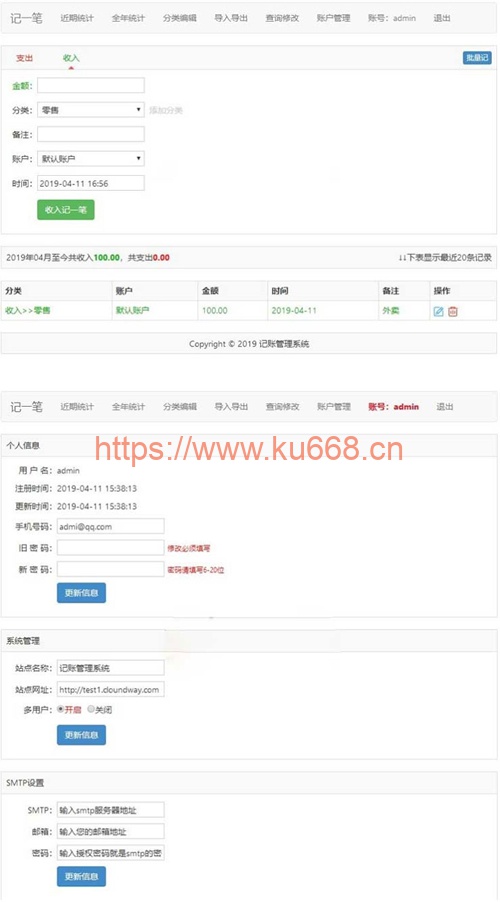 记一笔 近期统计 全年统计 分类编辑 导入导出 查询修改 账户管理 账号：admin 退出
支出 收入 批量记
金额：
分类： 零售 添加分类
备注：
账户： 默认账户
时间： 2019-04-11 16:56
收入记一笔
2019年04月至今共收入100.00，共支出0.00 ↓↓下表显示最近20条记录
分类 账户 金额 时间 备注 操作
收入>>零售 默认账户 100.00 2019-04-11 外卖
Copyright © 2019 记账管理系统
记一笔 近期统计 全年统计 分类编辑 导入导出 查询修改 账户管理 账号：admin 退出
个人信息
https://www.ku668.cn
用 户 名： admin
注册时间： 2019-04-11 15:38:13
更新时间： 2019-04-11 15:38:13
手机号码： admi@qq.com
旧 密 码： 修改必须填写
新 密 码： 密码请填写6-20位
更新信息
系统管理
站点名称： 记账管理系统
站点网址： http://test1.cloundway.com
多用户： 开启 关闭
更新信息
SMTP设置
SMTP： 输入smtp服务器地址
邮箱： 输入您的邮箱地址
密码： 输入授权密码就是smtp的密
更新信息